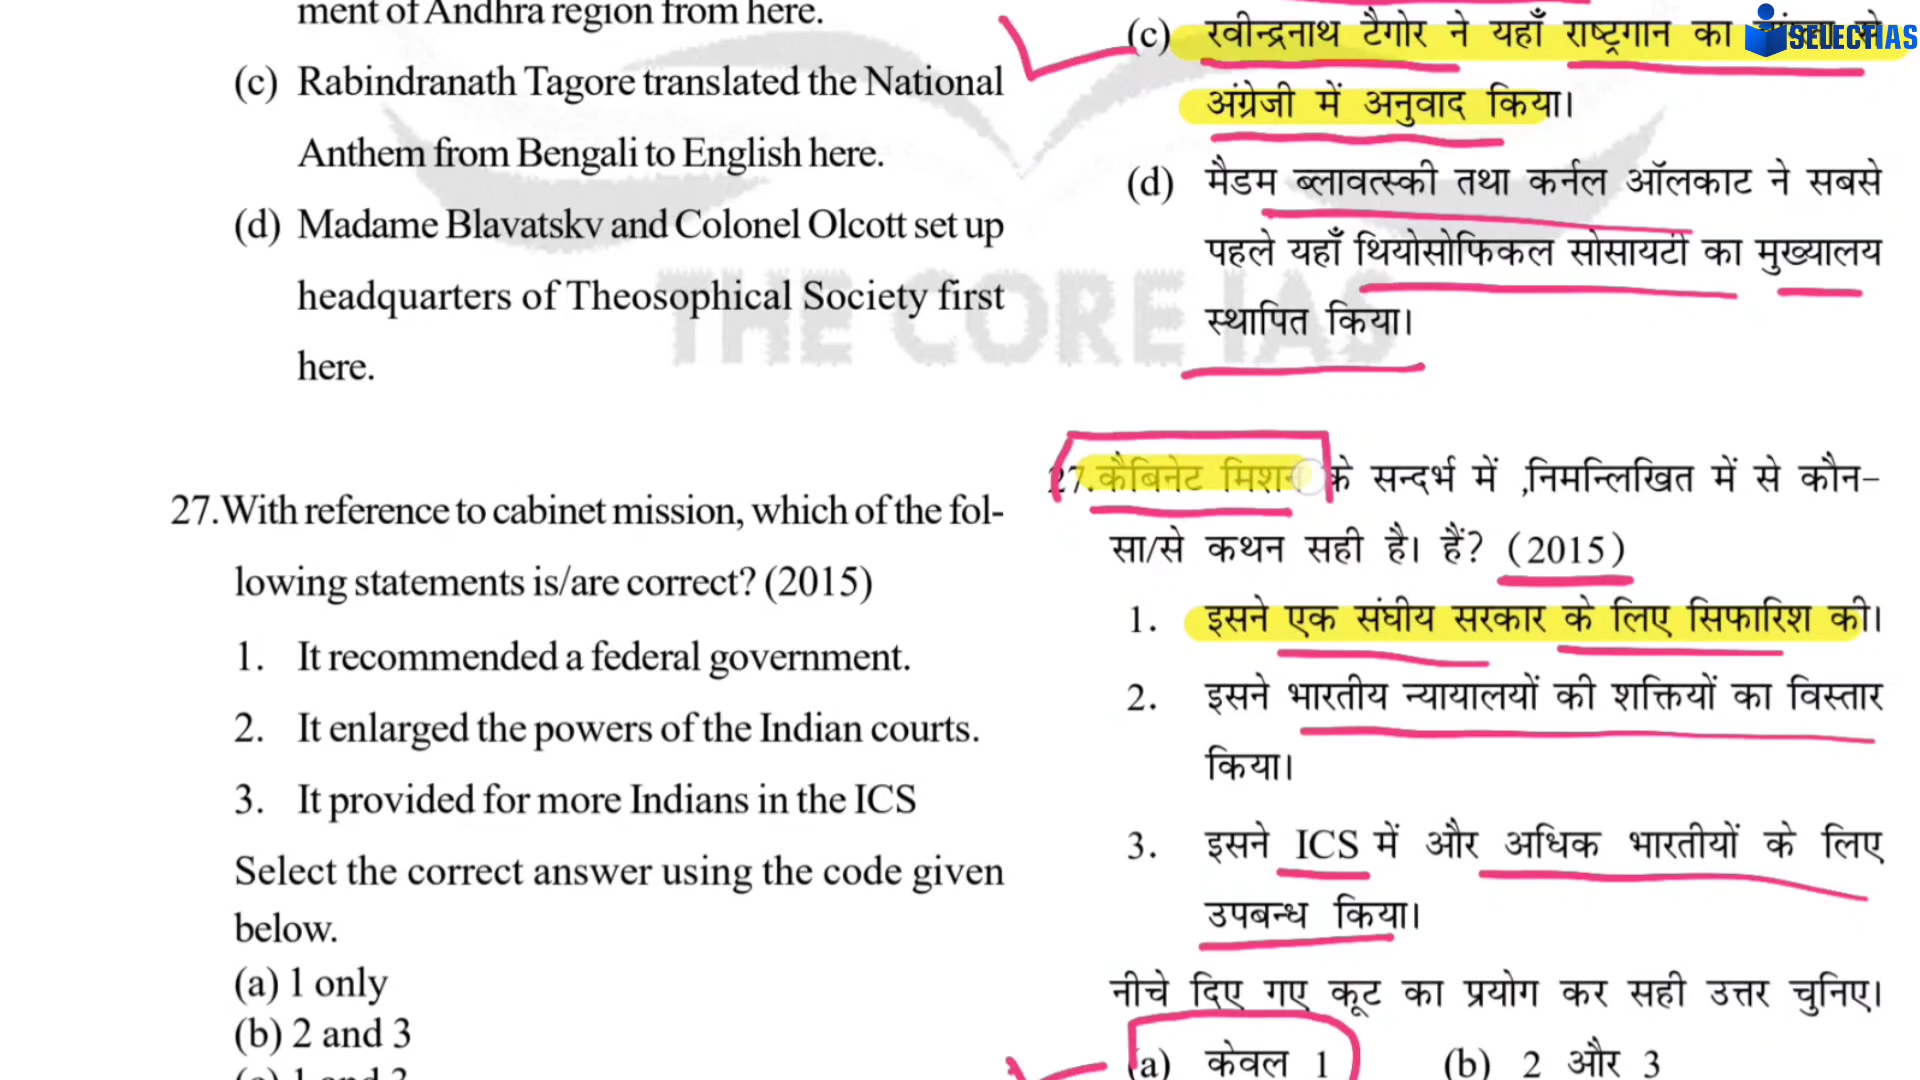 ment of Andhra region from here.
(c) Rabindranath Tagore translated the National
Anthem from Bengali to English here.
(d) Madame Blavatskv and Colonel Olcott set up
headquarters of Theosophical Society first
here.
27.With reference to cabinet mission, which of the fol-
lowing statements is/are correct? (2015)
1. It recommended a federal government.
2. It enlarged the powers of the Indian courts.
3. It provided for more Indians in the ICS
Select the correct answer using the code given
below.
(a) 1 only
(b) 2 and 3
(c) रवीन्द्रनाथ टैगोर ने यहाँ राष्ट्रगान का से
अंग्रेजी में अनुवाद किया।
(d) मैडम ब्लावत्स्की तथा कर्नल ऑलकाट ने सबसे
पहले यहाँ थियोसोफिकल सोसायटी का मुख्यालय
स्थापित किया।
27.कैबिनेट मिशन के सन्दर्भ में ,निमन्लिखित में से कौन-
सा/से कथन सही है। हैं? (2015)
1. इसने एक संघीय सरकार के लिए सिफारिश की।
2. इसने भारतीय न्यायालयों की शक्तियों का विस्तार
किया।
3. इसने ICS में और अधिक भारतीयों के लिए
उपबन्ध किया।
नीचे दिए गए कूट का प्रयोग कर सही उत्तर चुनिए।
(a) केवल 1 (b) 2 और 3
THE CORE IAS
SELECTIAS